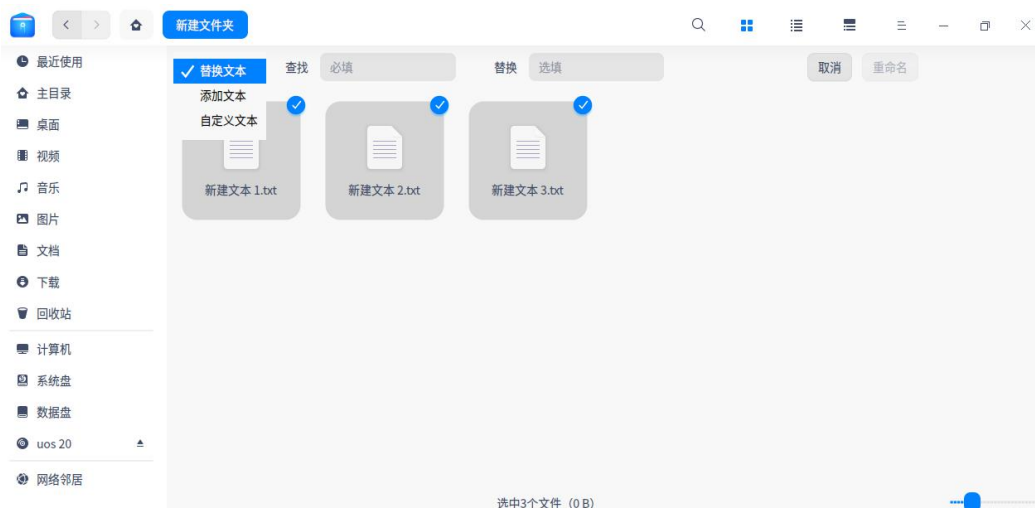 新建文件夹
最近使用
主目录
桌面
视频
音乐
图片
文档
下载
回收站
计算机
系统盘
数据盘
uos 20
网络邻居
替换文本
添加文本
自定义文本
查找 必填 替换 选填 取消 重命名
新建文本 1.txt 新建文本 2.txt 新建文本 3.txt
选中3个文件（0 B）